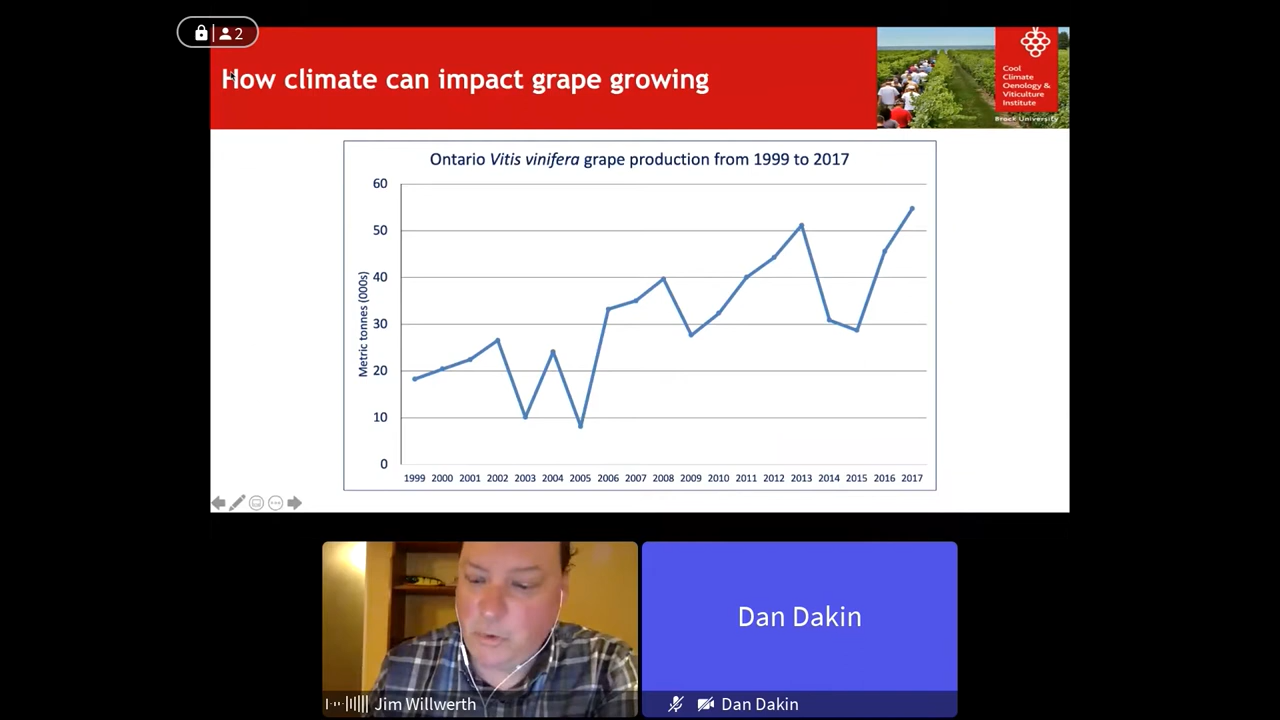 2
How climate can impact grape growing
Cool
Climate
Oenology &
Viticulture
Institute
Brock University
Ontario Vitis vinifera grape production from 1999 to 2017
Metric tonnes (000s)
60
50
40
30
20
10
0
1999 2000 2001 2002 2003 2004 2005 2006 2007 2008 2009 2010 2011 2012 2013 2014 2015 2016 2017
Dan Dakin
Jim Willwerth
Dan Dakin